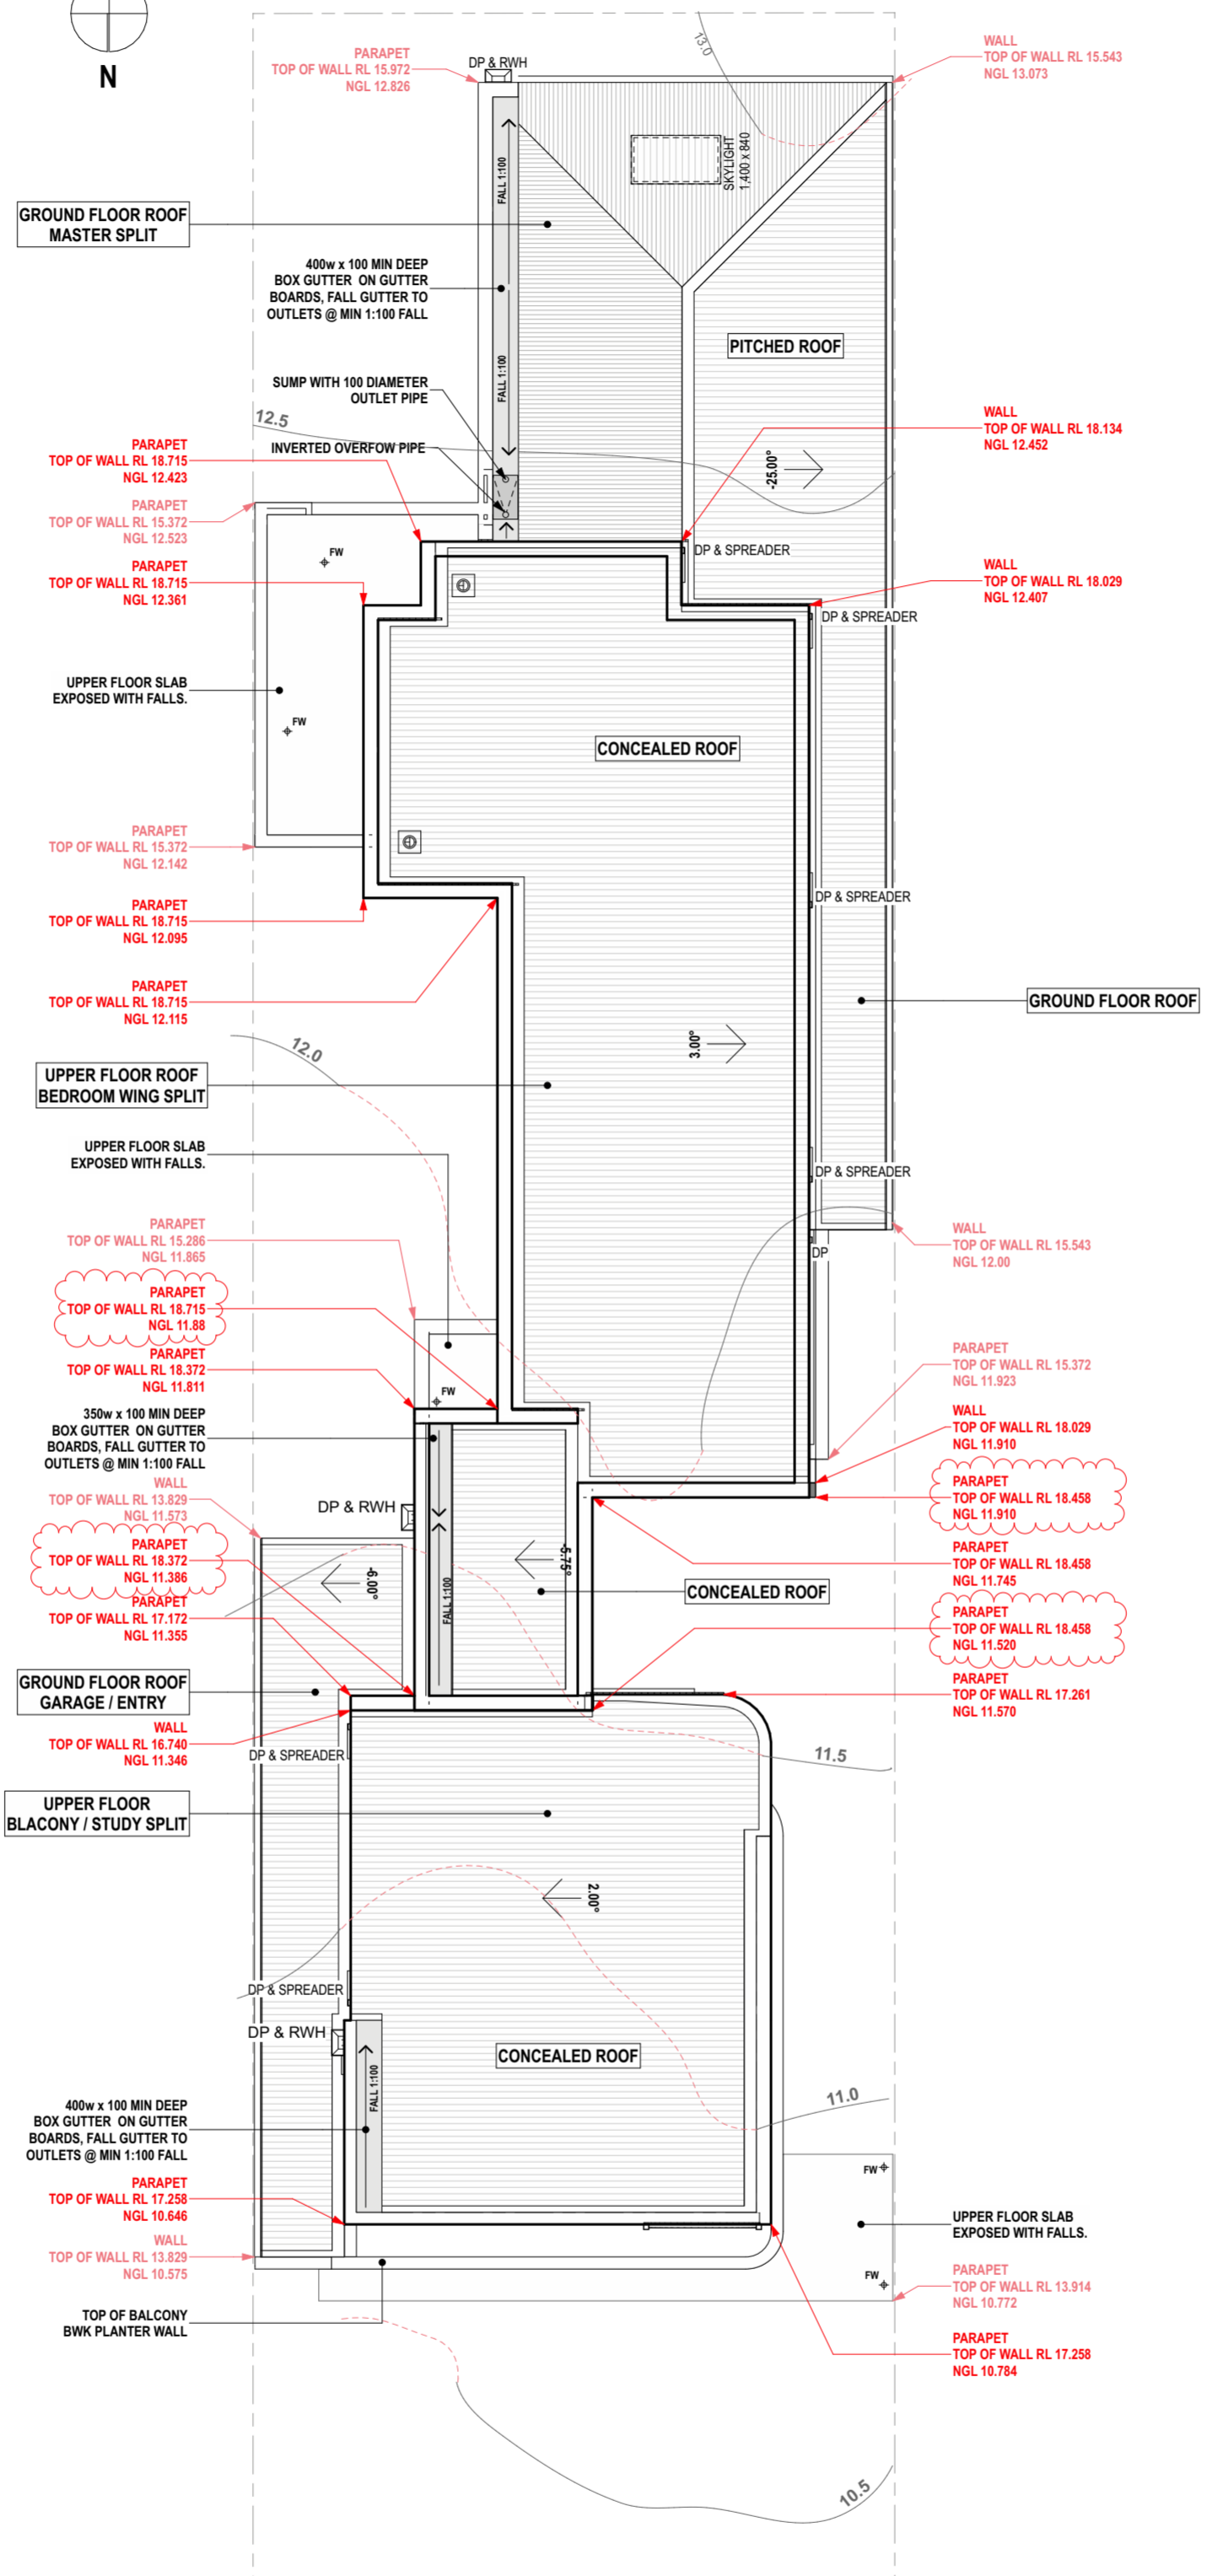 N
PARAPET
TOP OF WALL RL 15.972
NGL 12.826
DP & RWH
13.0
WALL
TOP OF WALL RL 15.543
NGL 13.073
SKYLIGHT
1,400 x 840
FALL 1:100
GROUND FLOOR ROOF
MASTER SPLIT
400w x 100 MIN DEEP
BOX GUTTER ON GUTTER
BOARDS, FALL GUTTER TO
OUTLETS @ MIN 1:100 FALL
PITCHED ROOF
FALL 1:100
SUMP WITH 100 DIAMETER
OUTLET PIPE
12.5
INVERTED OVERFOW PIPE
WALL
TOP OF WALL RL 18.134
NGL 12.452
-25.00°
PARAPET
TOP OF WALL RL 18.715
NGL 12.423
PARAPET
TOP OF WALL RL 15.372
NGL 12.523
FW
DP & SPREADER
PARAPET
TOP OF WALL RL 18.715
NGL 12.361
WALL
TOP OF WALL RL 18.029
NGL 12.407
DP & SPREADER
UPPER FLOOR SLAB
EXPOSED WITH FALLS.
FW
CONCEALED ROOF
PARAPET
TOP OF WALL RL 15.372
NGL 12.142
PARAPET
TOP OF WALL RL 18.715
NGL 12.095
DP & SPREADER
PARAPET
TOP OF WALL RL 18.715
NGL 12.115
GROUND FLOOR ROOF
12.0
3.00°
UPPER FLOOR ROOF
BEDROOM WING SPLIT
UPPER FLOOR SLAB
EXPOSED WITH FALLS.
DP & SPREADER
PARAPET
TOP OF WALL RL 15.286
NGL 11.865
WALL
TOP OF WALL RL 15.543
NGL 12.00
DP
PARAPET
TOP OF WALL RL 18.715
NGL 11.88
PARAPET
TOP OF WALL RL 18.372
NGL 11.811
PARAPET
TOP OF WALL RL 15.372
NGL 11.923
FW
350w x 100 MIN DEEP
BOX GUTTER ON GUTTER
BOARDS, FALL GUTTER TO
OUTLETS @ MIN 1:100 FALL
WALL
TOP OF WALL RL 18.029
NGL 11.910
WALL
TOP OF WALL RL 13.829
NGL 11.573
DP & RWH
PARAPET
TOP OF WALL RL 18.458
NGL 11.910
PARAPET
TOP OF WALL RL 18.372
NGL 11.386
-6.00°
-5.75°
FALL 1:100
PARAPET
TOP OF WALL RL 18.458
NGL 11.745
CONCEALED ROOF
PARAPET
TOP OF WALL RL 17.172
NGL 11.355
PARAPET
TOP OF WALL RL 18.458
NGL 11.520
GROUND FLOOR ROOF
GARAGE / ENTRY
PARAPET
TOP OF WALL RL 17.261
NGL 11.570
WALL
TOP OF WALL RL 16.740
NGL 11.346
DP & SPREADER
11.5
UPPER FLOOR
BLACONY / STUDY SPLIT
2.00°
DP & SPREADER
DP & RWH
CONCEALED ROOF
FALL 1:100
11.0
400w x 100 MIN DEEP
BOX GUTTER ON GUTTER
BOARDS, FALL GUTTER TO
OUTLETS @ MIN 1:100 FALL
FW
PARAPET
TOP OF WALL RL 17.258
NGL 10.646
UPPER FLOOR SLAB
EXPOSED WITH FALLS.
WALL
TOP OF WALL RL 13.829
NGL 10.575
FW
PARAPET
TOP OF WALL RL 13.914
NGL 10.772
TOP OF BALCONY
BWK PLANTER WALL
PARAPET
TOP OF WALL RL 17.258
NGL 10.784
10.5